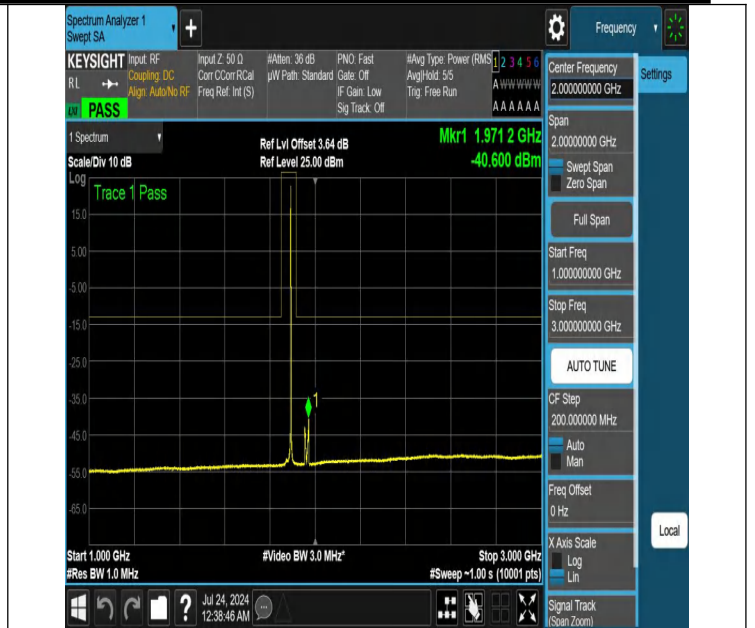 Spectrum Analyzer 1
Swept SA
+
Frequency
KEYSIGHT
RL
PASS
Input: RF
Coupling: DC
Align: Auto/No RF
Input Z: 50 Ω
Corr CCorr RCal
Freq Ref: Int (S)
#Atten: 36 dB
µW Path: Standard
PNO: Fast
Gate: Off
IF Gain: Low
Sig Track: Off
#Avg Type: Power (RMS
Avg|Hold: 5/5
Trig: Free Run
1 2 3 4 5 6
A W W W W W
A A A A A A
1 Spectrum
Scale/Div 10 dB
Ref Lvl Offset 3.64 dB
Ref Level 25.00 dBm
Mkr1 1.971 2 GHz
-40.600 dBm
Log
Trace 1 Pass
15.0
5.00
-5.00
-15.0
-25.0
-35.0
-45.0
-55.0
-65.0
1
Start 1.000 GHz
#Res BW 1.0 MHz
#Video BW 3.0 MHz*
Stop 3.000 GHz
#Sweep ~1.00 s (10001 pts)
Center Frequency
2.000000000 GHz
Settings
Span
2.00000000 GHz
Swept Span
Zero Span
Full Span
Start Freq
1.000000000 GHz
Stop Freq
3.000000000 GHz
AUTO TUNE
CF Step
200.000000 MHz
Auto
Man
Freq Offset
0 Hz
X Axis Scale
Log
Lin
Local
Signal Track
(Span Zoom)
?
Jul 24, 2024
12:38:46 AM